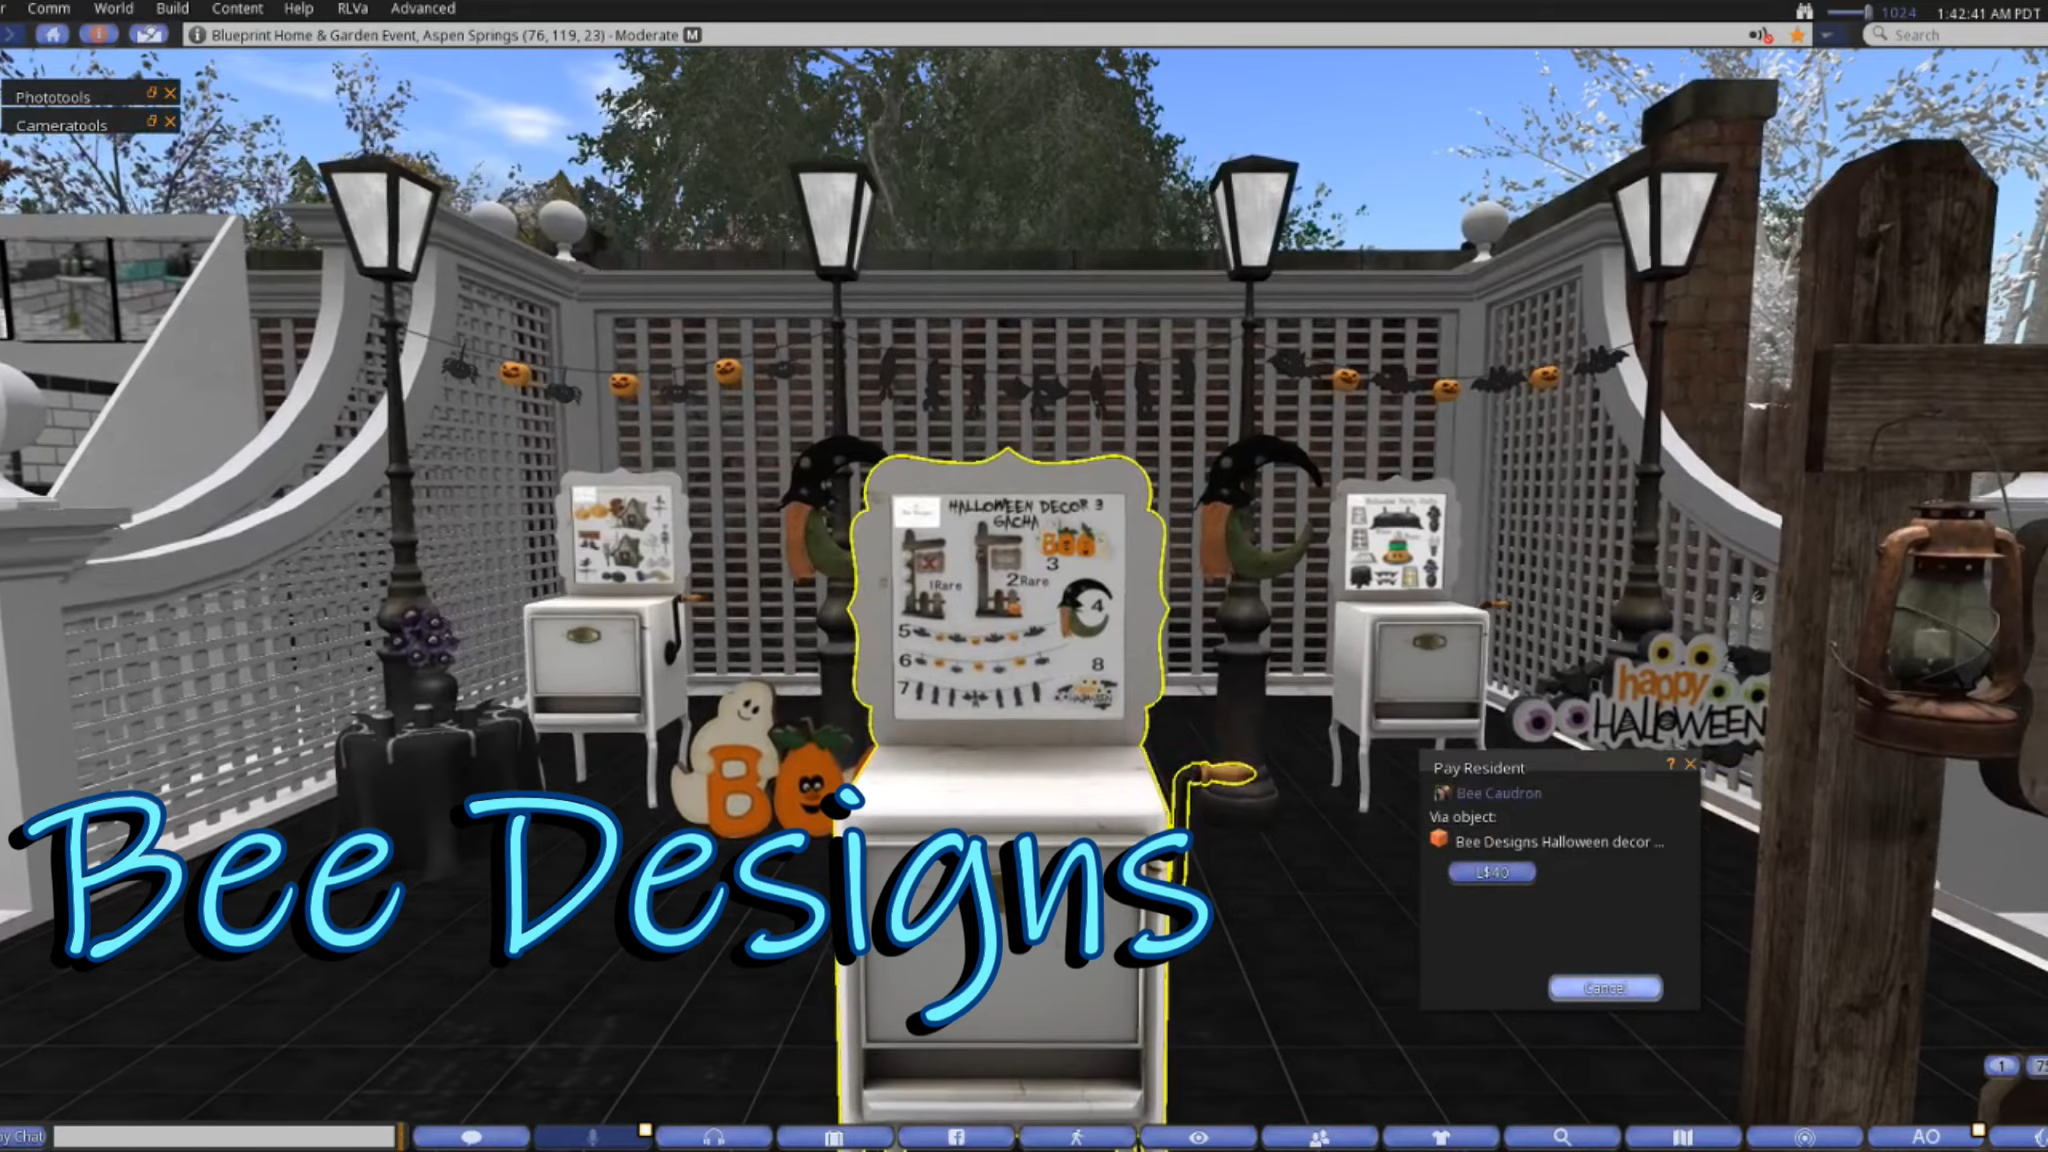 Comm World Build Content Help RLVa Advanced
1024 1:42:41 AM PDT
Blueprint Home & Garden Event, Aspen Springs (76, 119, 23) - Moderate M
Search
Phototools
Cameratools
HALLOWEEN DECOR 3
GACHA
1Rare
2Rare
3
4
5
6
7
8
happy
HALLOWEEN
BOO
Pay Resident
Bee Caudron
Via object:
Bee Designs Halloween decor ...
L$40
Cancel
Bee Designs
1
Chat
AO